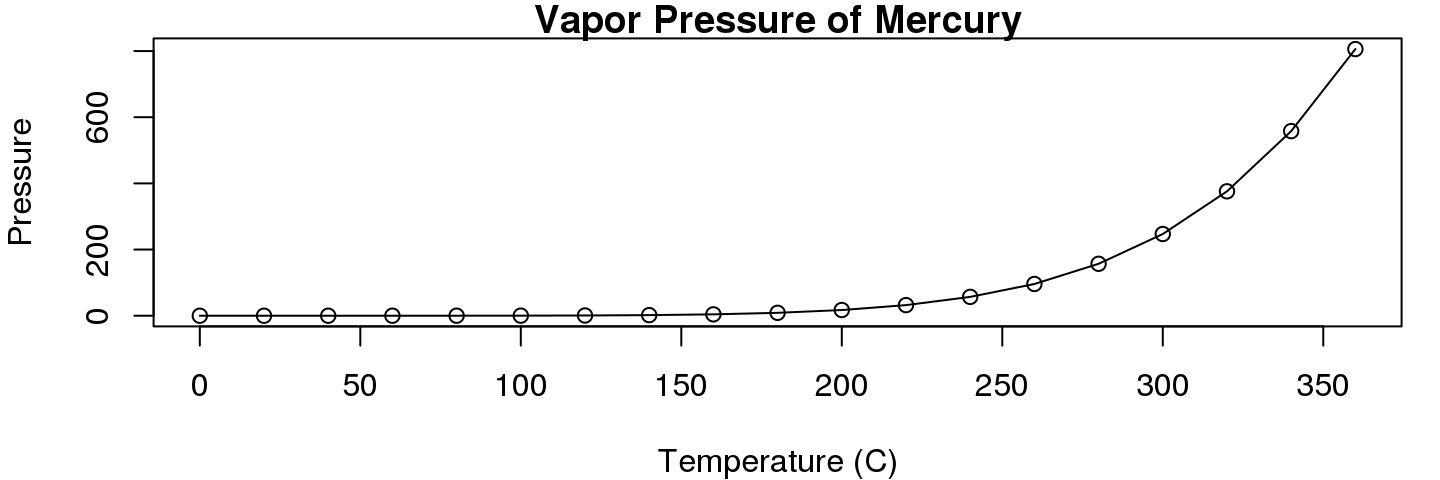 Vapor Pressure of Mercury
Pressure
600
200
0
0 50 100 150 200 250 300 350
Temperature (C)